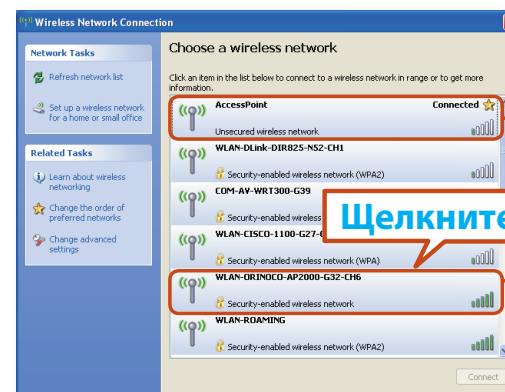 Wireless Network Connection
Network Tasks
Refresh network list
Set up a wireless network
for a home or small office
Related Tasks
Learn about wireless
networking
Change the order of
preferred networks
Change advanced
settings
Choose a wireless network
Click an item in the list below to connect to a wireless network in range or to get more
information.
AccessPoint Connected
Unsecured wireless network
WLAN-DLink-DIR825-N52-CH1
Security-enabled wireless network (WPA2)
COM-AV-WRT300-G39
Security-enabled wireless
Щелкните
WLAN-CISCO-1100-G27-
Security-enabled wireless network (WPA)
WLAN-ORINOCO-AP2000-G32-CH6
Security-enabled wireless network
WLAN-ROAMING
Security-enabled wireless network (WPA2)
Connect